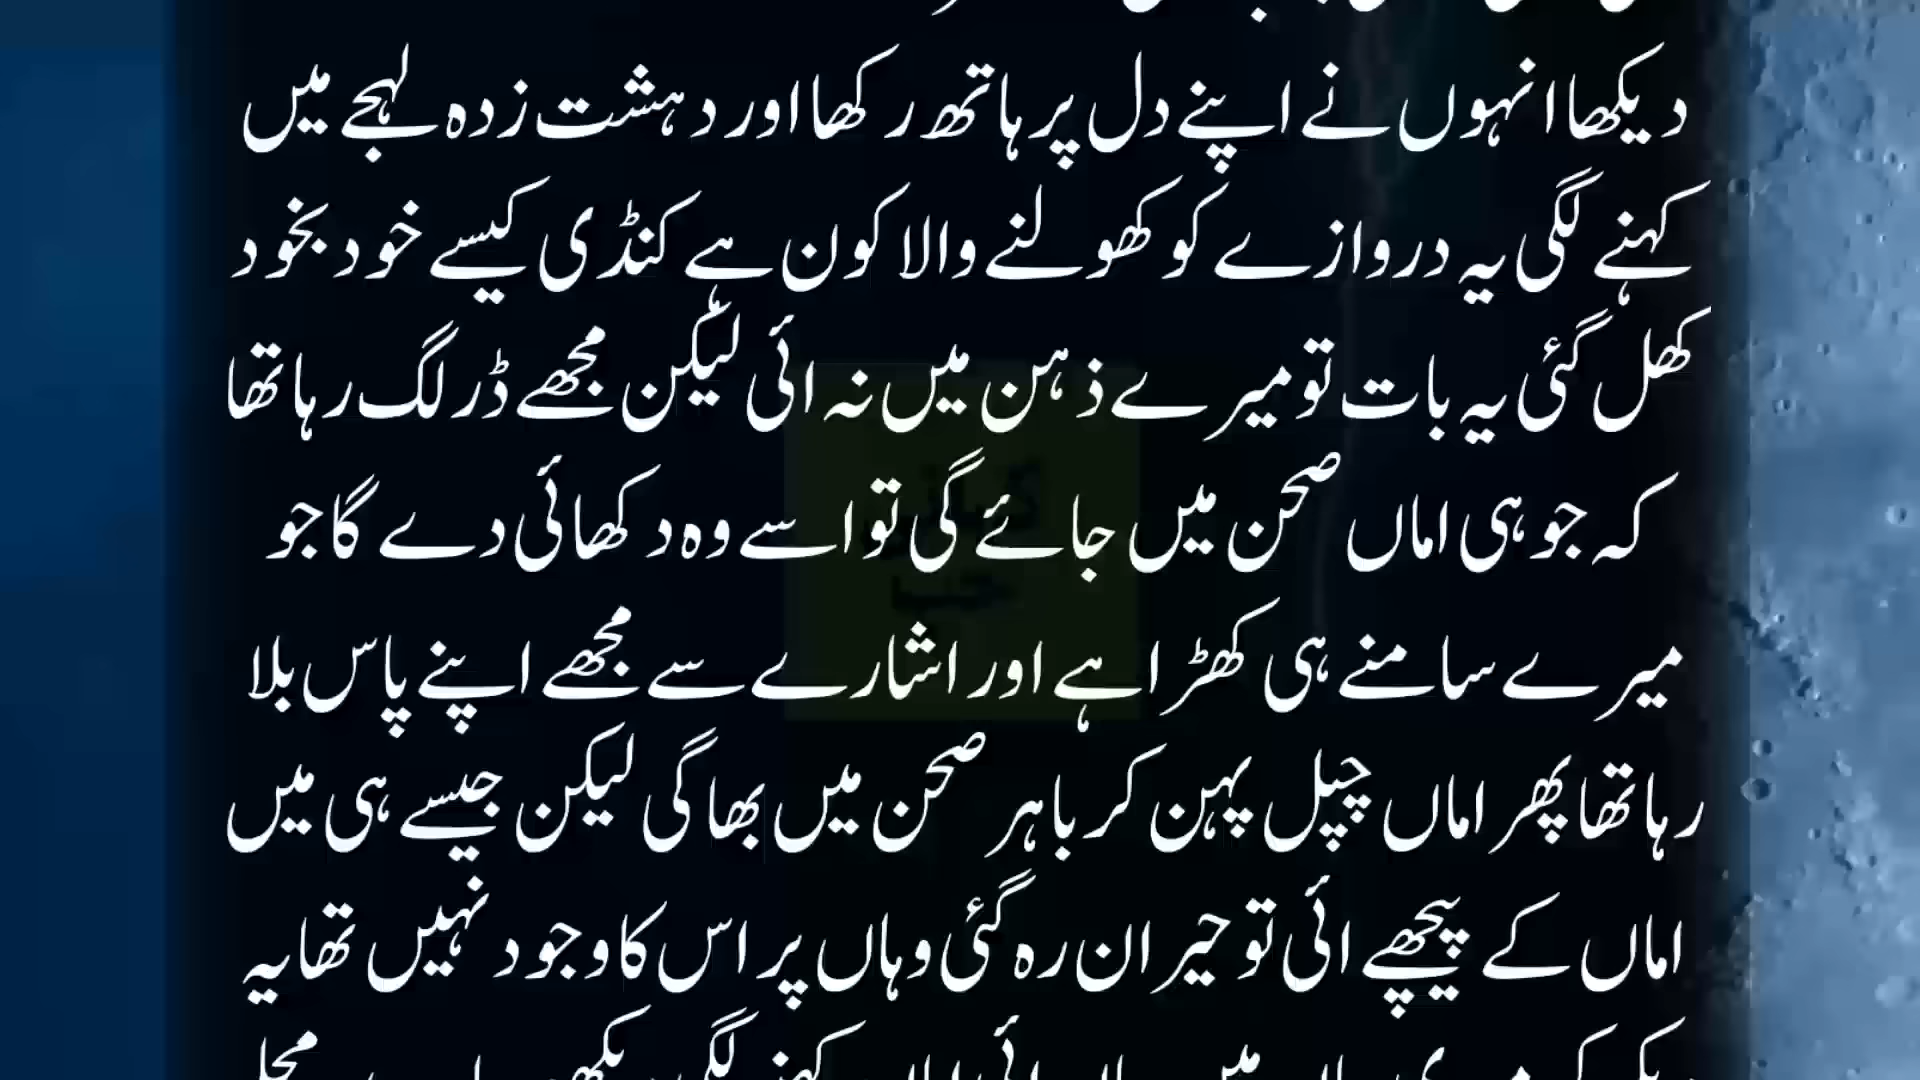 دیکھا انہوں نے اپنے دل پر ہاتھ رکھا اور دہشت زدہ لہجے میں
کہنے لگی یہ دروازے کو کھولنے والا کون ہے کنڈی کیسے خود بخود
کھل گئی یہ بات تو میرے ذہن میں نہ ائی لیکن مجھے ڈر لگ رہا تھا
کہ جو ہی اماں صحن میں جائے گی تو اسے وہ دکھائی دے گا جو
میرے سامنے ہی کھڑا ہے اور اشارے سے مجھے اپنے پاس بلا
رہا تھا پھر اماں چپل پہن کر باہر صحن میں بھاگی لیکن جیسے ہی میں
اماں کے پیچھے ائی تو حیران رہ گئی وہاں پر اس کا وجود نہیں تھا یہ